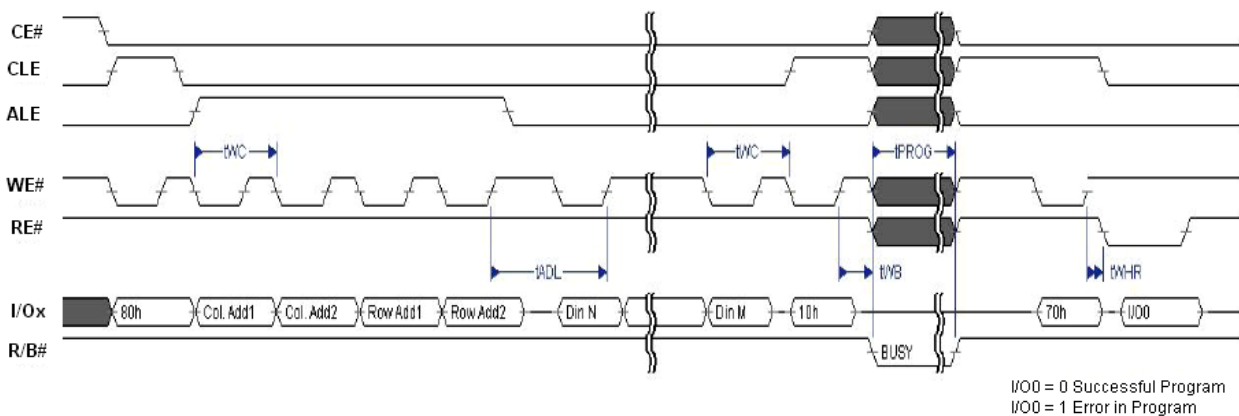 CE#
CLE
ALE
tWC tWC tPROG
WE#
RE#
tADL tWB tWHR
I/Ox 80h Col. Add1 Col. Add2 Row Add1 Row Add2 Din N Din M 10h 70h I/O0
R/B# BUSY
I/O0 = 0 Successful Program
I/O0 = 1 Error in Program